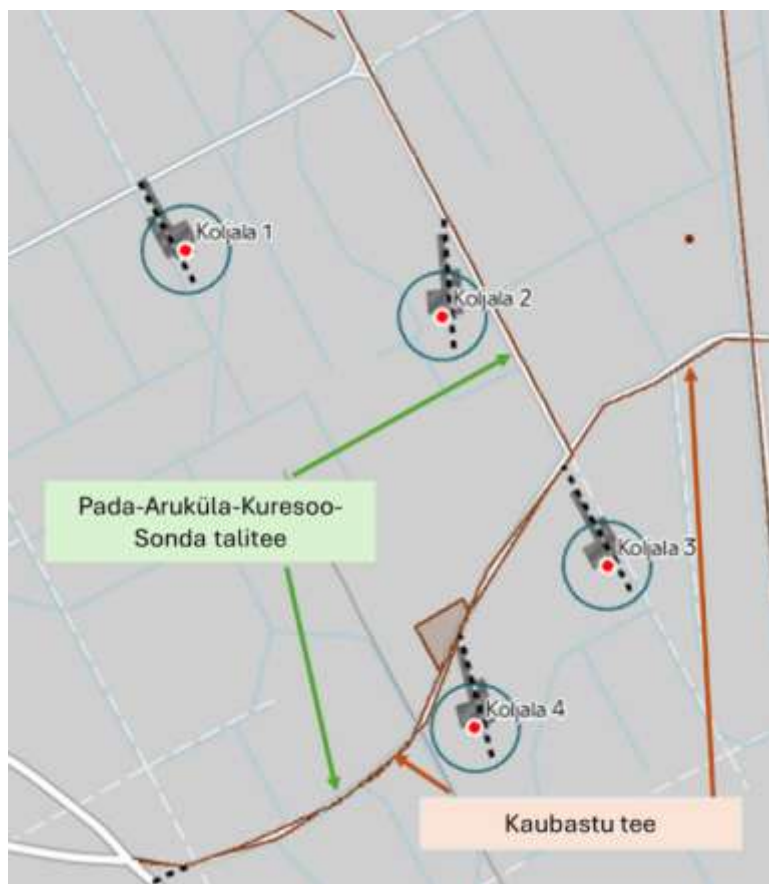 Koljala 1
Koljala 2
Pada-Aruküla-Kuresoo-
Sonda talitee
Koljala 3
Koljala 4
Kaubastu tee